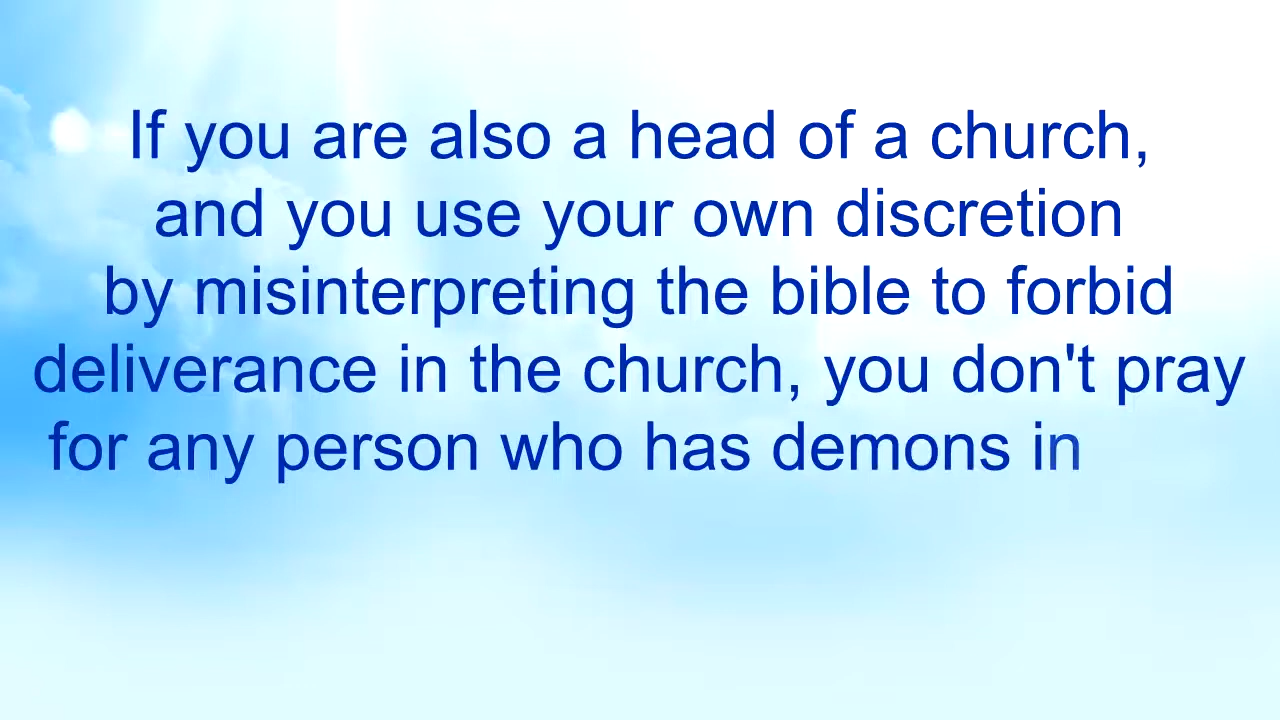 If you are also a head of a church,
and you use your own discretion
by misinterpreting the bible to forbid
deliverance in the church, you don't pray
for any person who has demons in